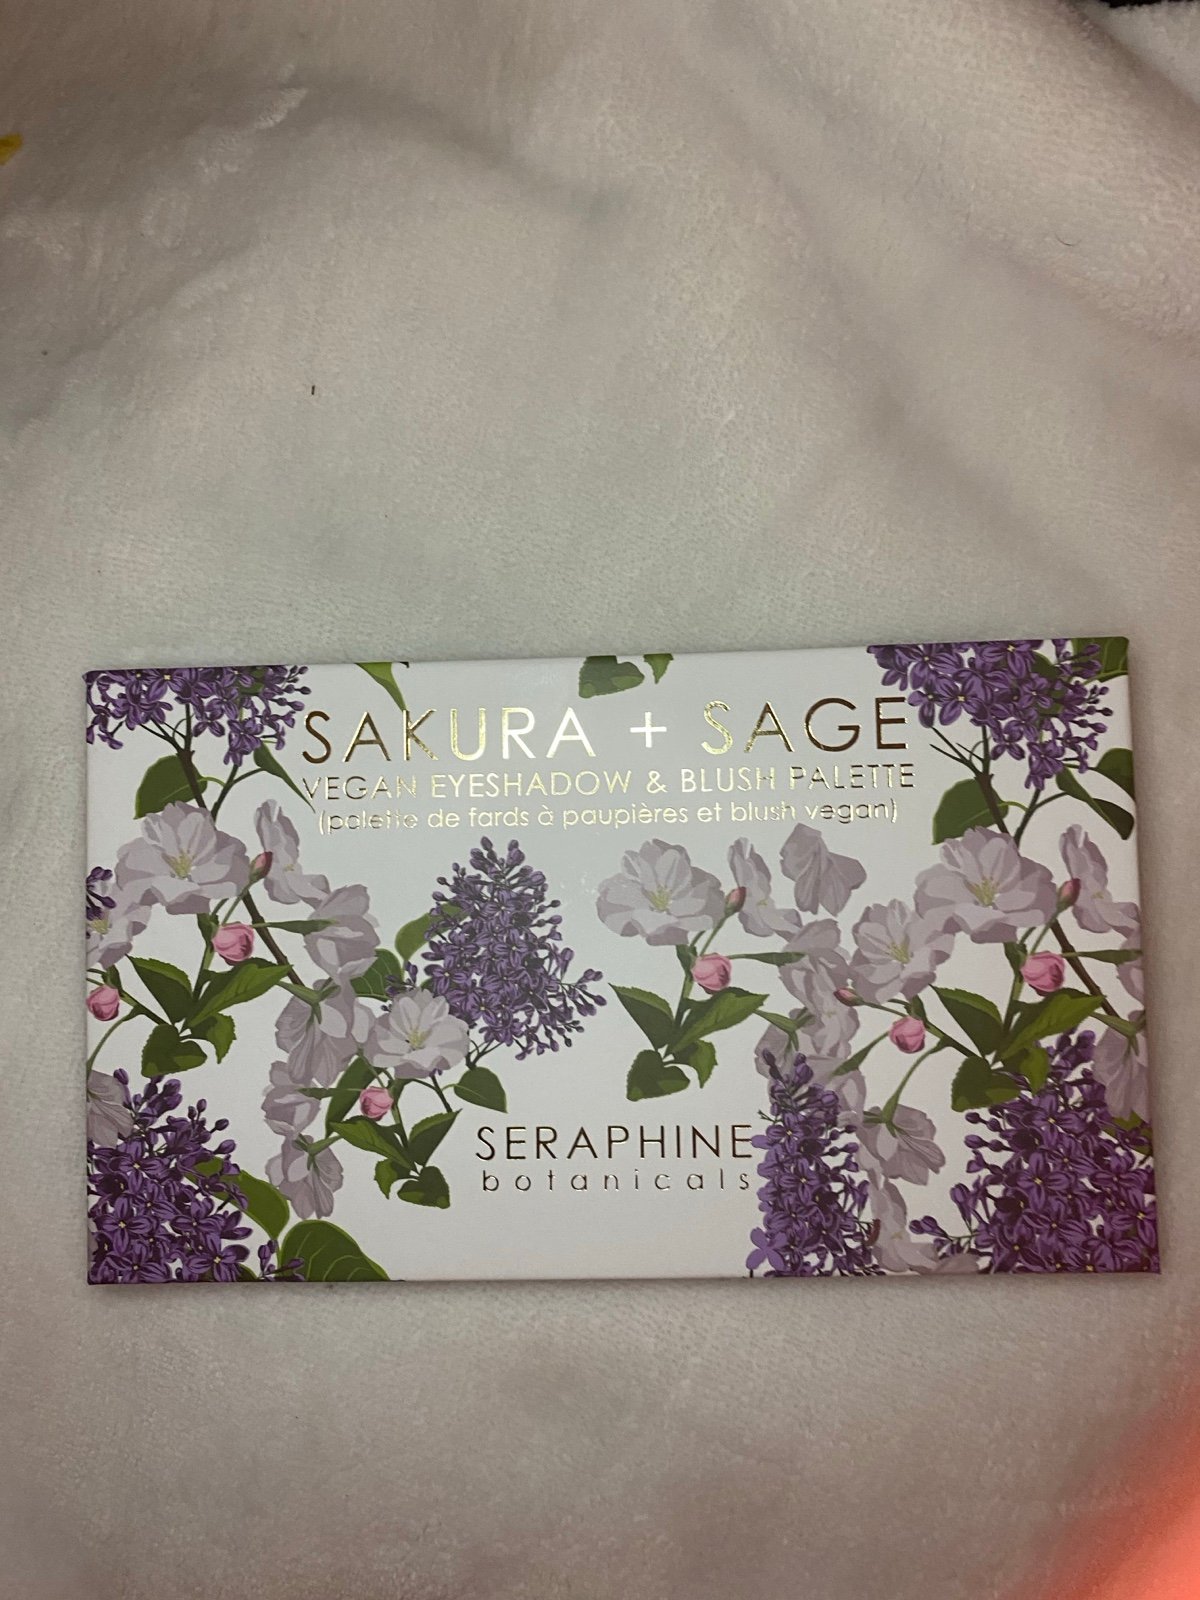 SAKURA + SAGE
VEGAN EYESHADOW & BLUSH PALETTE
(palette de fards à paupières et blush vegan)
SERAPHINE
botanicals